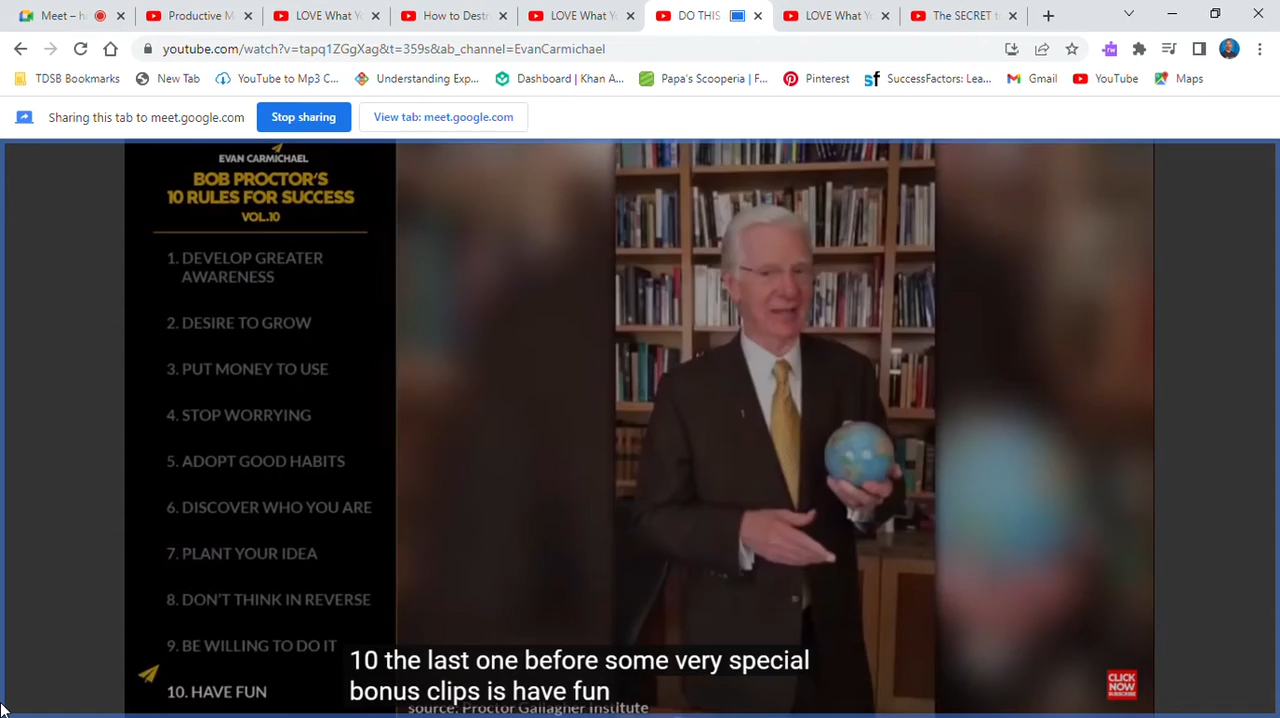 Meet – ha
Productive M
LOVE What Yo
How to Destr
LOVE What Yo
DO THIS
LOVE What Yo
The SECRET t
youtube.com/watch?v=tapq1ZGgXag&t=359s&ab_channel=EvanCarmichael
TDSB Bookmarks
New Tab
YouTube to Mp3 C...
Understanding Exp...
Dashboard | Khan A...
Papa's Scooperia | F...
Pinterest
SuccessFactors: Lea...
Gmail
YouTube
Maps
Sharing this tab to meet.google.com
Stop sharing
View tab: meet.google.com
EVAN CARMICHAEL
BOB PROCTOR'S
10 RULES FOR SUCCESS
VOL.10
1. DEVELOP GREATER
AWARENESS
2. DESIRE TO GROW
3. PUT MONEY TO USE
4. STOP WORRYING
5. ADOPT GOOD HABITS
6. DISCOVER WHO YOU ARE
7. PLANT YOUR IDEA
8. DON'T THINK IN REVERSE
9. BE WILLING TO DO IT
10. HAVE FUN
10 the last one before some very special
bonus clips is have fun
source: Proctor Gallagher Institute
CLICK
NOW
SUBSCRIBE